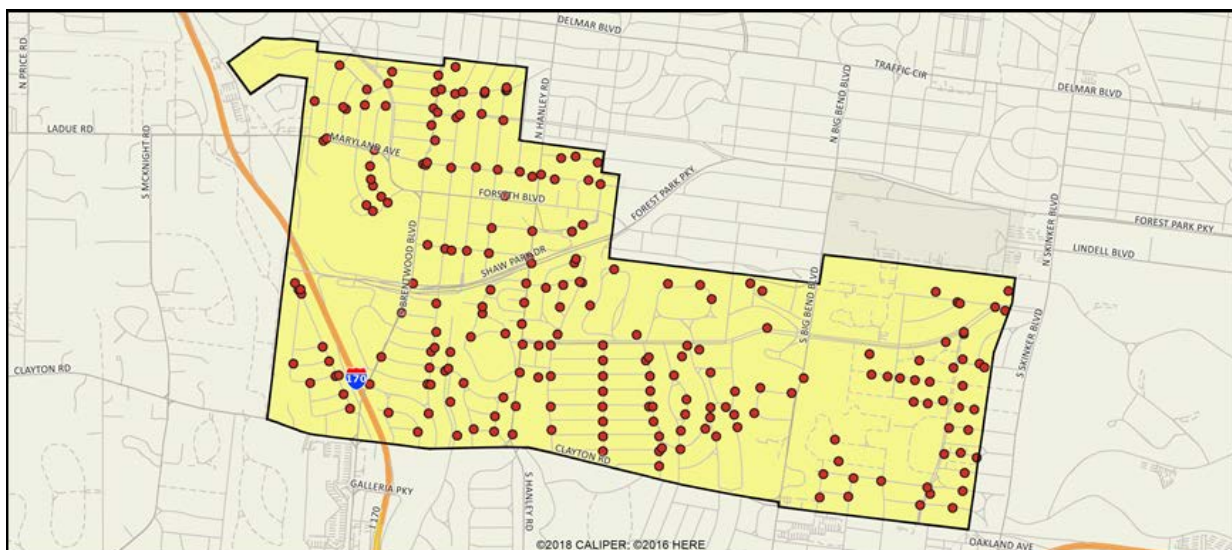 DELMAR BLVD
N PRICE RD
TRAFFIC CIR
DELMAR BLVD
N HANLEY RD
N BIG BEND BLVD
LADUE RD
S MCKNIGHT RD
MARYLAND AVE
FORSYTH BLVD
FOREST PARK PKY
N SKINKER BLVD
FOREST PARK PKY
LINDELL BLVD
BRENTWOOD BLVD
SHAW PARK DR
S BIG BEND BLVD
S SKINKER BLVD
CLAYTON RD
170
CLAYTON RD
GALLERIA PKY
I 170
S HANLEY RD
©2018 CALIPER; ©2016 HERE
OAKLAND AVE